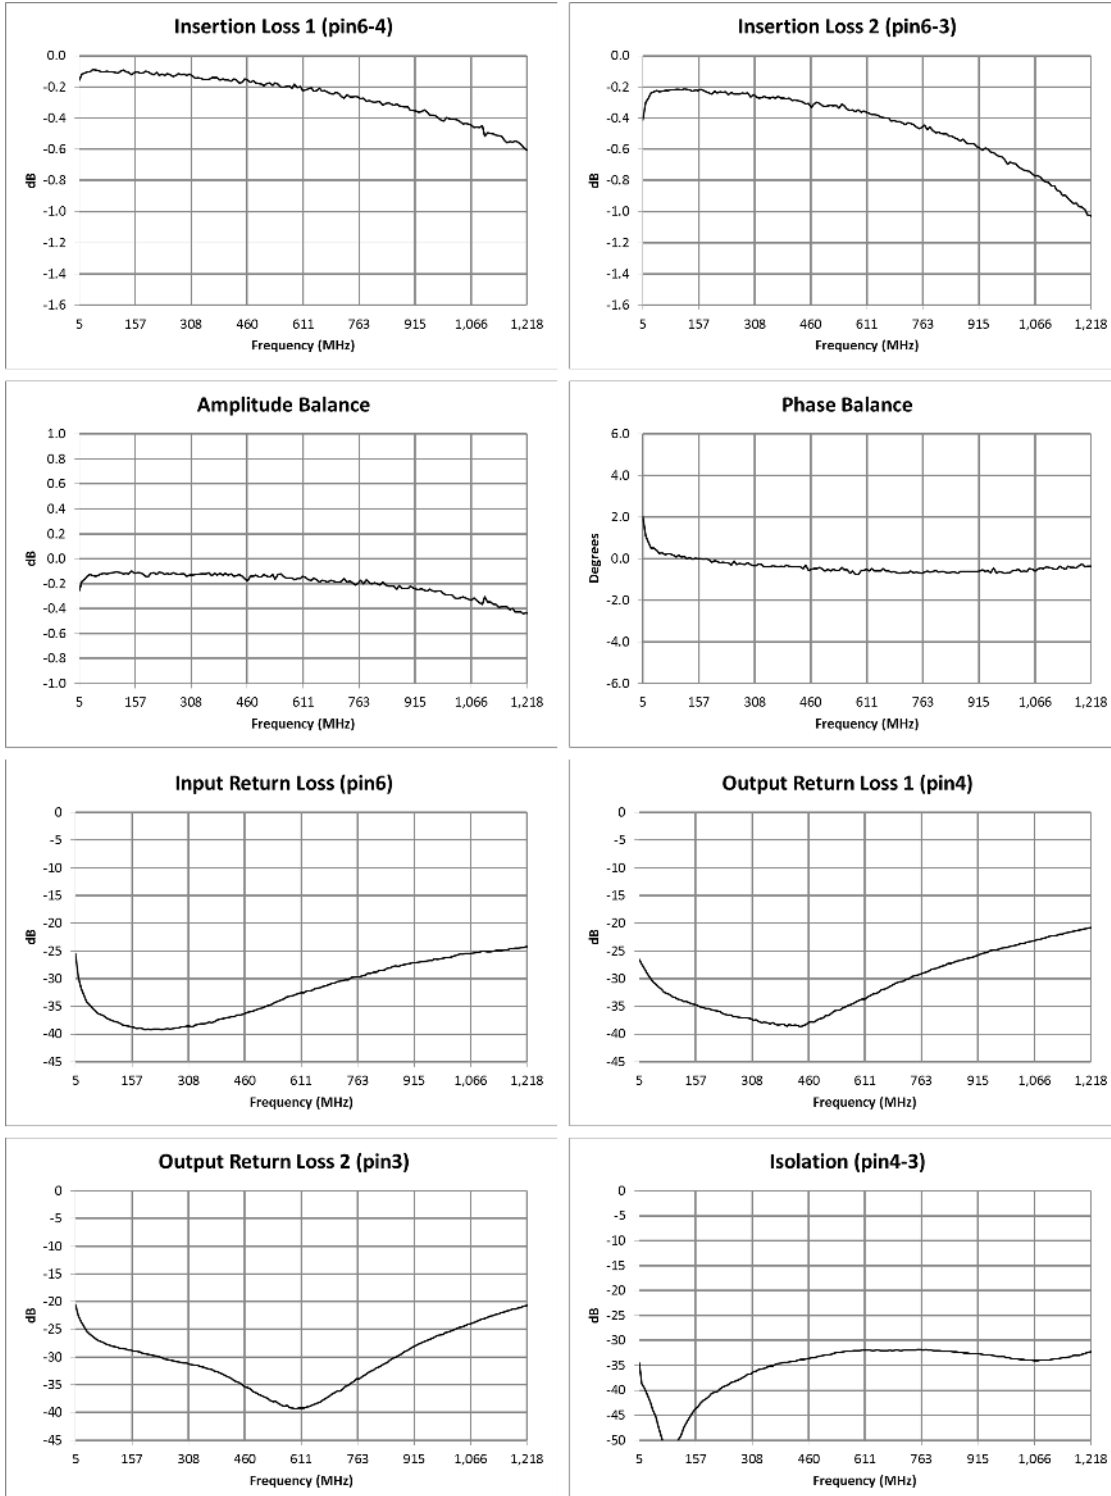 Insertion Loss 1 (pin6-4)
0.0
-0.2
-0.4
-0.6
-0.8
-1.0
-1.2
-1.4
-1.6
dB
5 157 308 460 611 763 915 1,066 1,218
Frequency (MHz)
Insertion Loss 2 (pin6-3)
0.0
-0.2
-0.4
-0.6
-0.8
-1.0
-1.2
-1.4
-1.6
dB
5 157 308 460 611 763 915 1,066 1,218
Frequency (MHz)
Amplitude Balance
1.0
0.8
0.6
0.4
0.2
0.0
-0.2
-0.4
-0.6
-0.8
-1.0
dB
5 157 308 460 611 763 915 1,066 1,218
Frequency (MHz)
Phase Balance
6.0
4.0
2.0
0.0
-2.0
-4.0
-6.0
Degrees
5 157 308 460 611 763 915 1,066 1,218
Frequency (MHz)
Input Return Loss (pin6)
0
-5
-10
-15
-20
-25
-30
-35
-40
-45
dB
5 157 308 460 611 763 915 1,066 1,218
Frequency (MHz)
Output Return Loss 1 (pin4)
0
-5
-10
-15
-20
-25
-30
-35
-40
-45
dB
5 157 308 460 611 763 915 1,066 1,218
Frequency (MHz)
Output Return Loss 2 (pin3)
0
-5
-10
-15
-20
-25
-30
-35
-40
-45
dB
5 157 308 460 611 763 915 1,066 1,218
Frequency (MHz)
Isolation (pin4-3)
0
-5
-10
-15
-20
-25
-30
-35
-40
-45
-50
dB
5 157 308 460 611 763 915 1,066 1,218
Frequency (MHz)